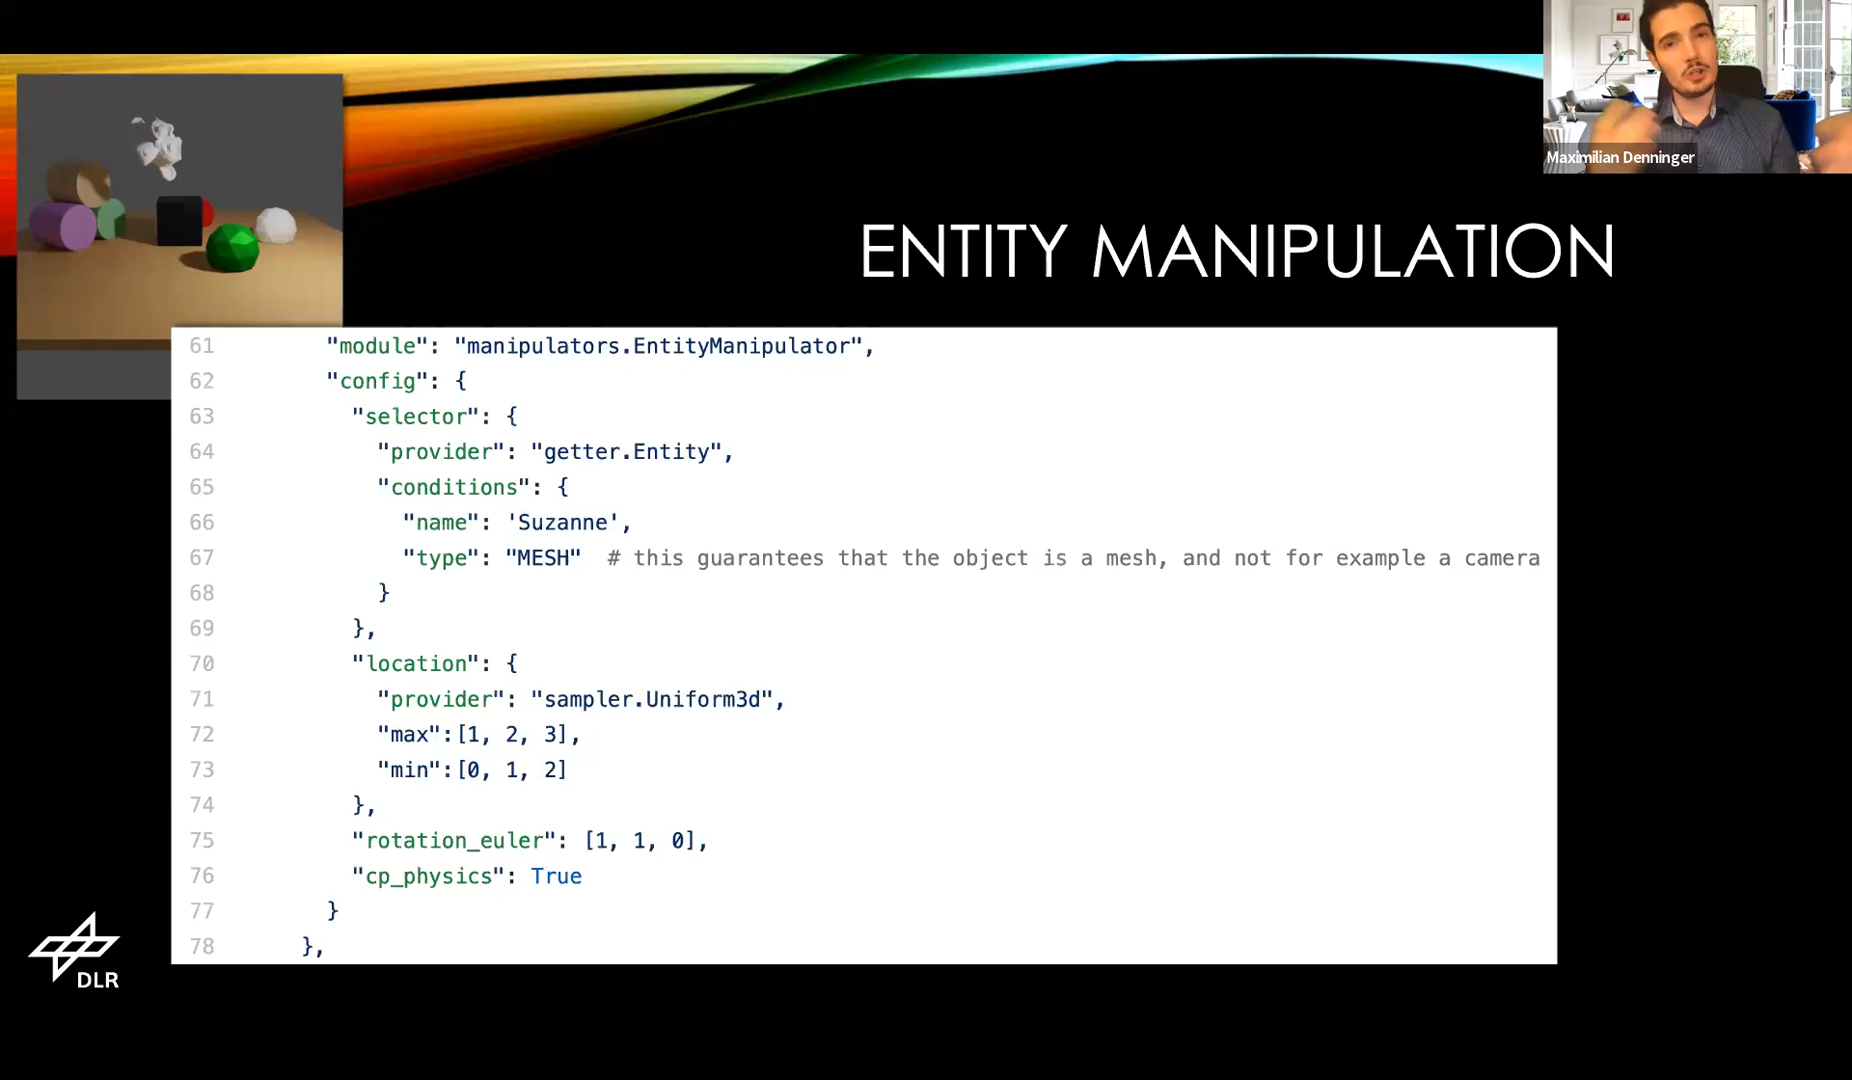 Maximilian Denninger
ENTITY MANIPULATION
61 "module": "manipulators.EntityManipulator",
62 "config": {
63 "selector": {
64 "provider": "getter.Entity",
65 "conditions": {
66 "name": 'Suzanne',
67 "type": "MESH"  # this guarantees that the object is a mesh, and not for example a camera
68 }
69 },
70 "location": {
71 "provider": "sampler.Uniform3d",
72 "max":[1, 2, 3],
73 "min":[0, 1, 2]
74 },
75 "rotation_euler": [1, 1, 0],
76 "cp_physics": True
77 }
78 },
DLR